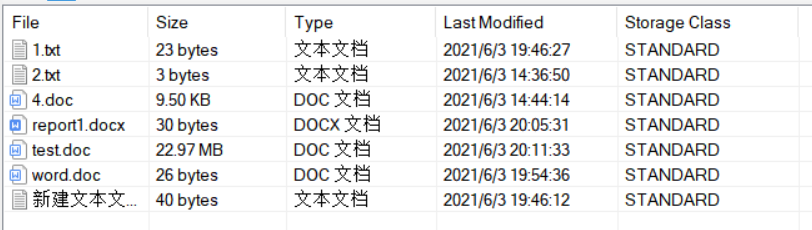 File Size Type Last Modified Storage Class
1.txt 23 bytes 文本文档 2021/6/3 19:46:27 STANDARD
2.txt 3 bytes 文本文档 2021/6/3 14:36:50 STANDARD
4.doc 9.50 KB DOC 文档 2021/6/3 14:44:14 STANDARD
report1.docx 30 bytes DOCX 文档 2021/6/3 20:05:31 STANDARD
test.doc 22.97 MB DOC 文档 2021/6/3 20:11:33 STANDARD
word.doc 26 bytes DOC 文档 2021/6/3 19:54:36 STANDARD
新建文本文... 40 bytes 文本文档 2021/6/3 19:46:12 STANDARD